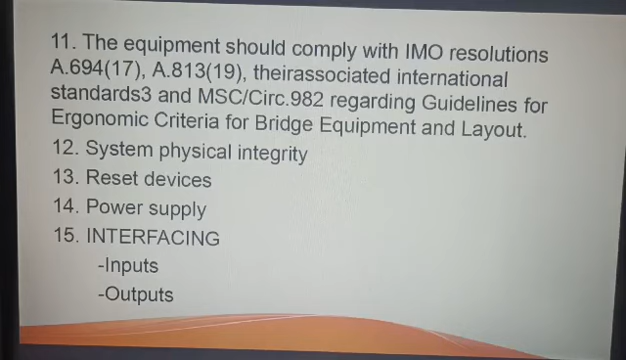 11. The equipment should comply with IMO resolutions
A.694(17), A.813(19), theirassociated international
standards3 and MSC/Circ.982 regarding Guidelines for
Ergonomic Criteria for Bridge Equipment and Layout.
12. System physical integrity
13. Reset devices
14. Power supply
15. INTERFACING
-Inputs
-Outputs